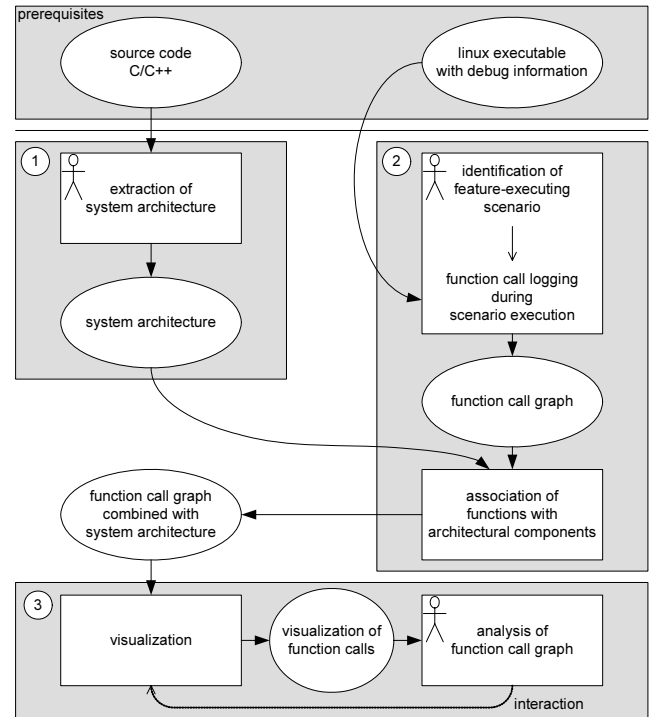 prerequisites
source code
C/C++
linux executable
with debug information
1
extraction of
system architecture
system architecture
2
identification of
feature-executing
scenario
function call logging
during
scenario execution
function call graph
association of
functions with
architectural components
function call graph
combined with
system architecture
3
visualization
visualization of
function calls
analysis of
function call graph
interaction